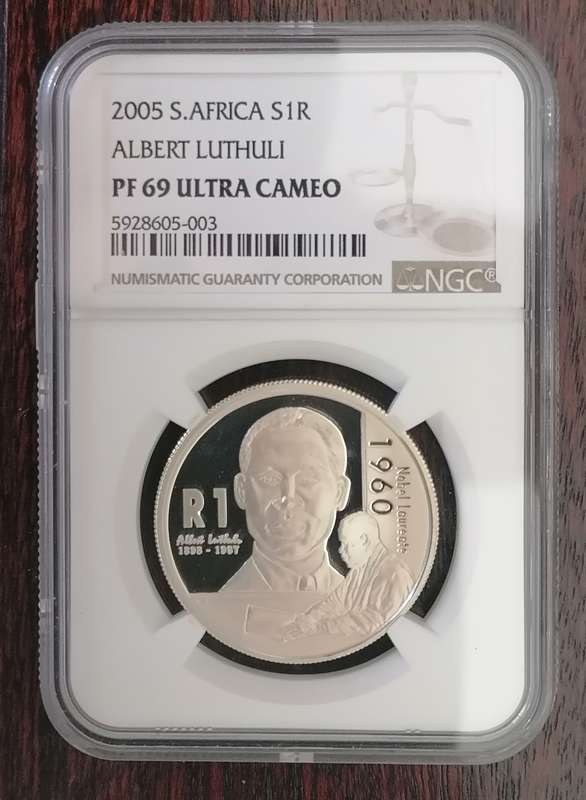 2005 S.AFRICA S1R
ALBERT LUTHULI
PF 69 ULTRA CAMEO
5928605-003
NUMISMATIC GUARANTY CORPORATION
NGC®
R1
Albert Luthuli
1898 - 1967
1960
Nobel Laureate